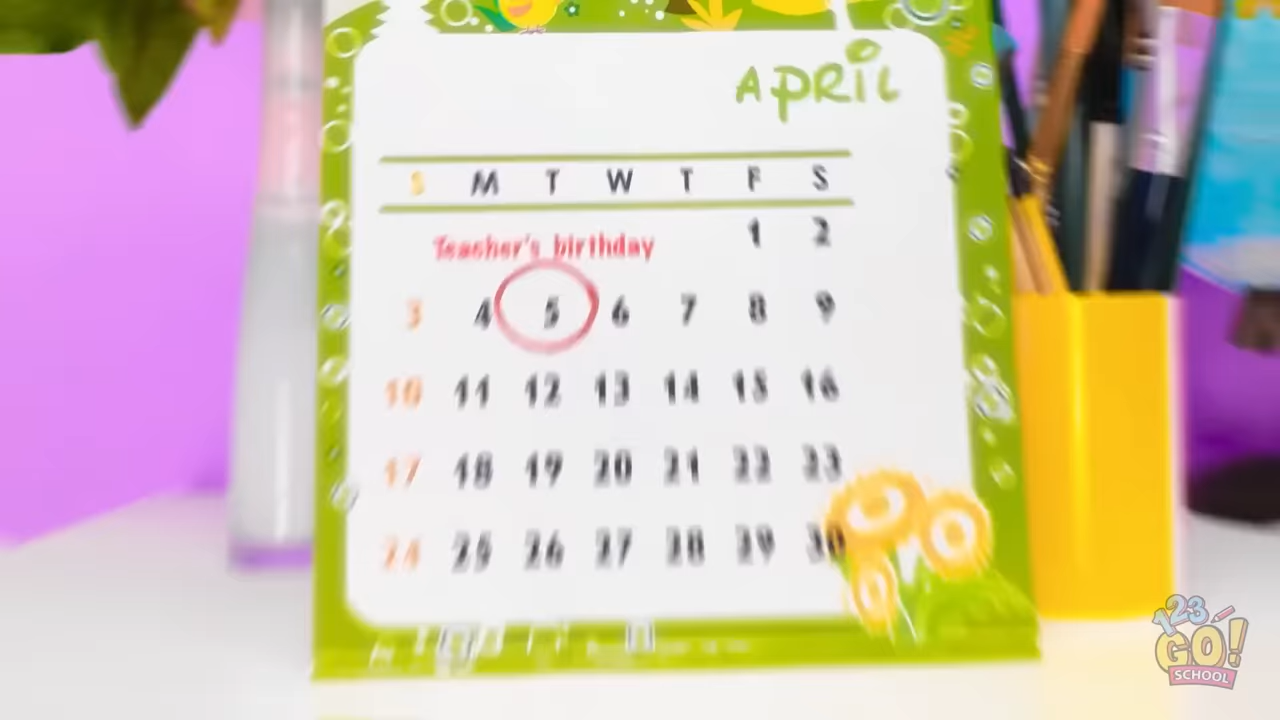 APRIL
S M T W T F S
Teacher's birthday
1 2
3 4 5 6 7 8 9
10 11 12 13 14 15 16
17 18 19 20 21 22 23
24 25 26 27 28 29 30
123
GO!
SCHOOL